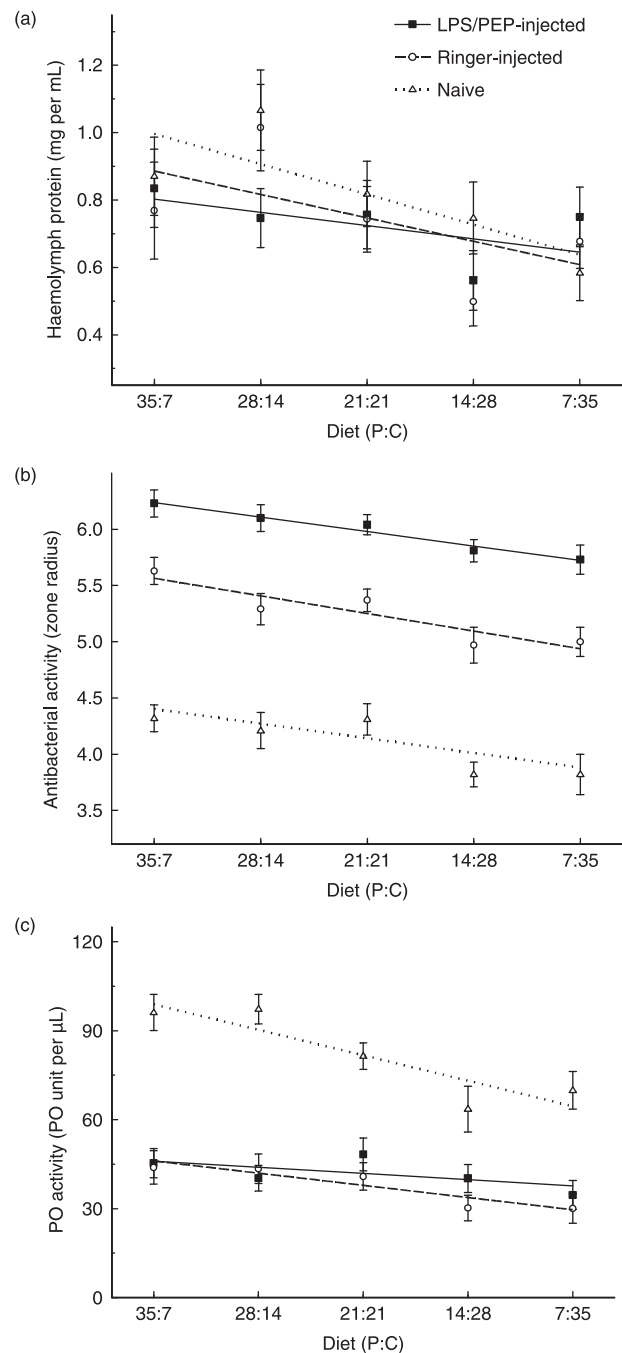 (a)
LPS/PEP-injected
Ringer-injected
Naive
Haemolymph protein (mg per mL)
1.2
1.0
0.8
0.6
0.4
35:7 28:14 21:21 14:28 7:35
Diet (P:C)
(b)
Antibacterial activity (zone radius)
6.0
5.5
5.0
4.5
4.0
3.5
35:7 28:14 21:21 14:28 7:35
Diet (P:C)
(c)
PO activity (PO unit per µL)
120
90
60
30
0
35:7 28:14 21:21 14:28 7:35
Diet (P:C)